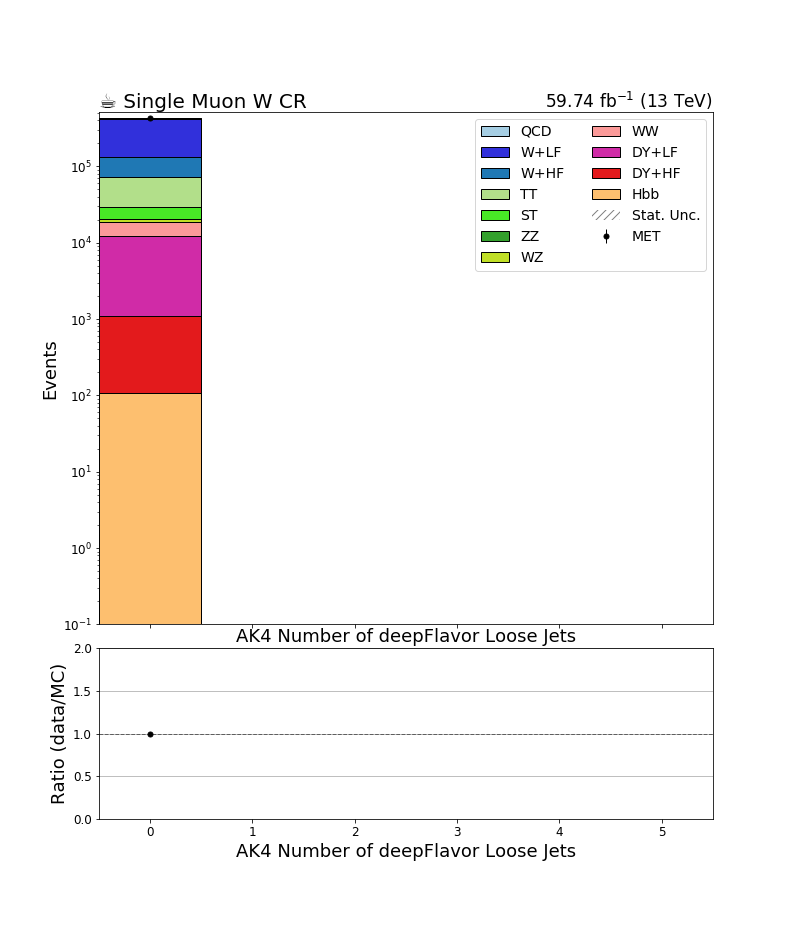 ☕ Single Muon W CR
59.74 fb⁻¹ (13 TeV)
QCD
W+LF
W+HF
TT
ST
ZZ
WZ
WW
DY+LF
DY+HF
Hbb
Stat. Unc.
MET
Events
10⁵
10⁴
10³
10²
10¹
10⁰
10⁻¹
AK4 Number of deepFlavor Loose Jets
Ratio (data/MC)
2.0
1.5
1.0
0.5
0.0
0 1 2 3 4 5
AK4 Number of deepFlavor Loose Jets